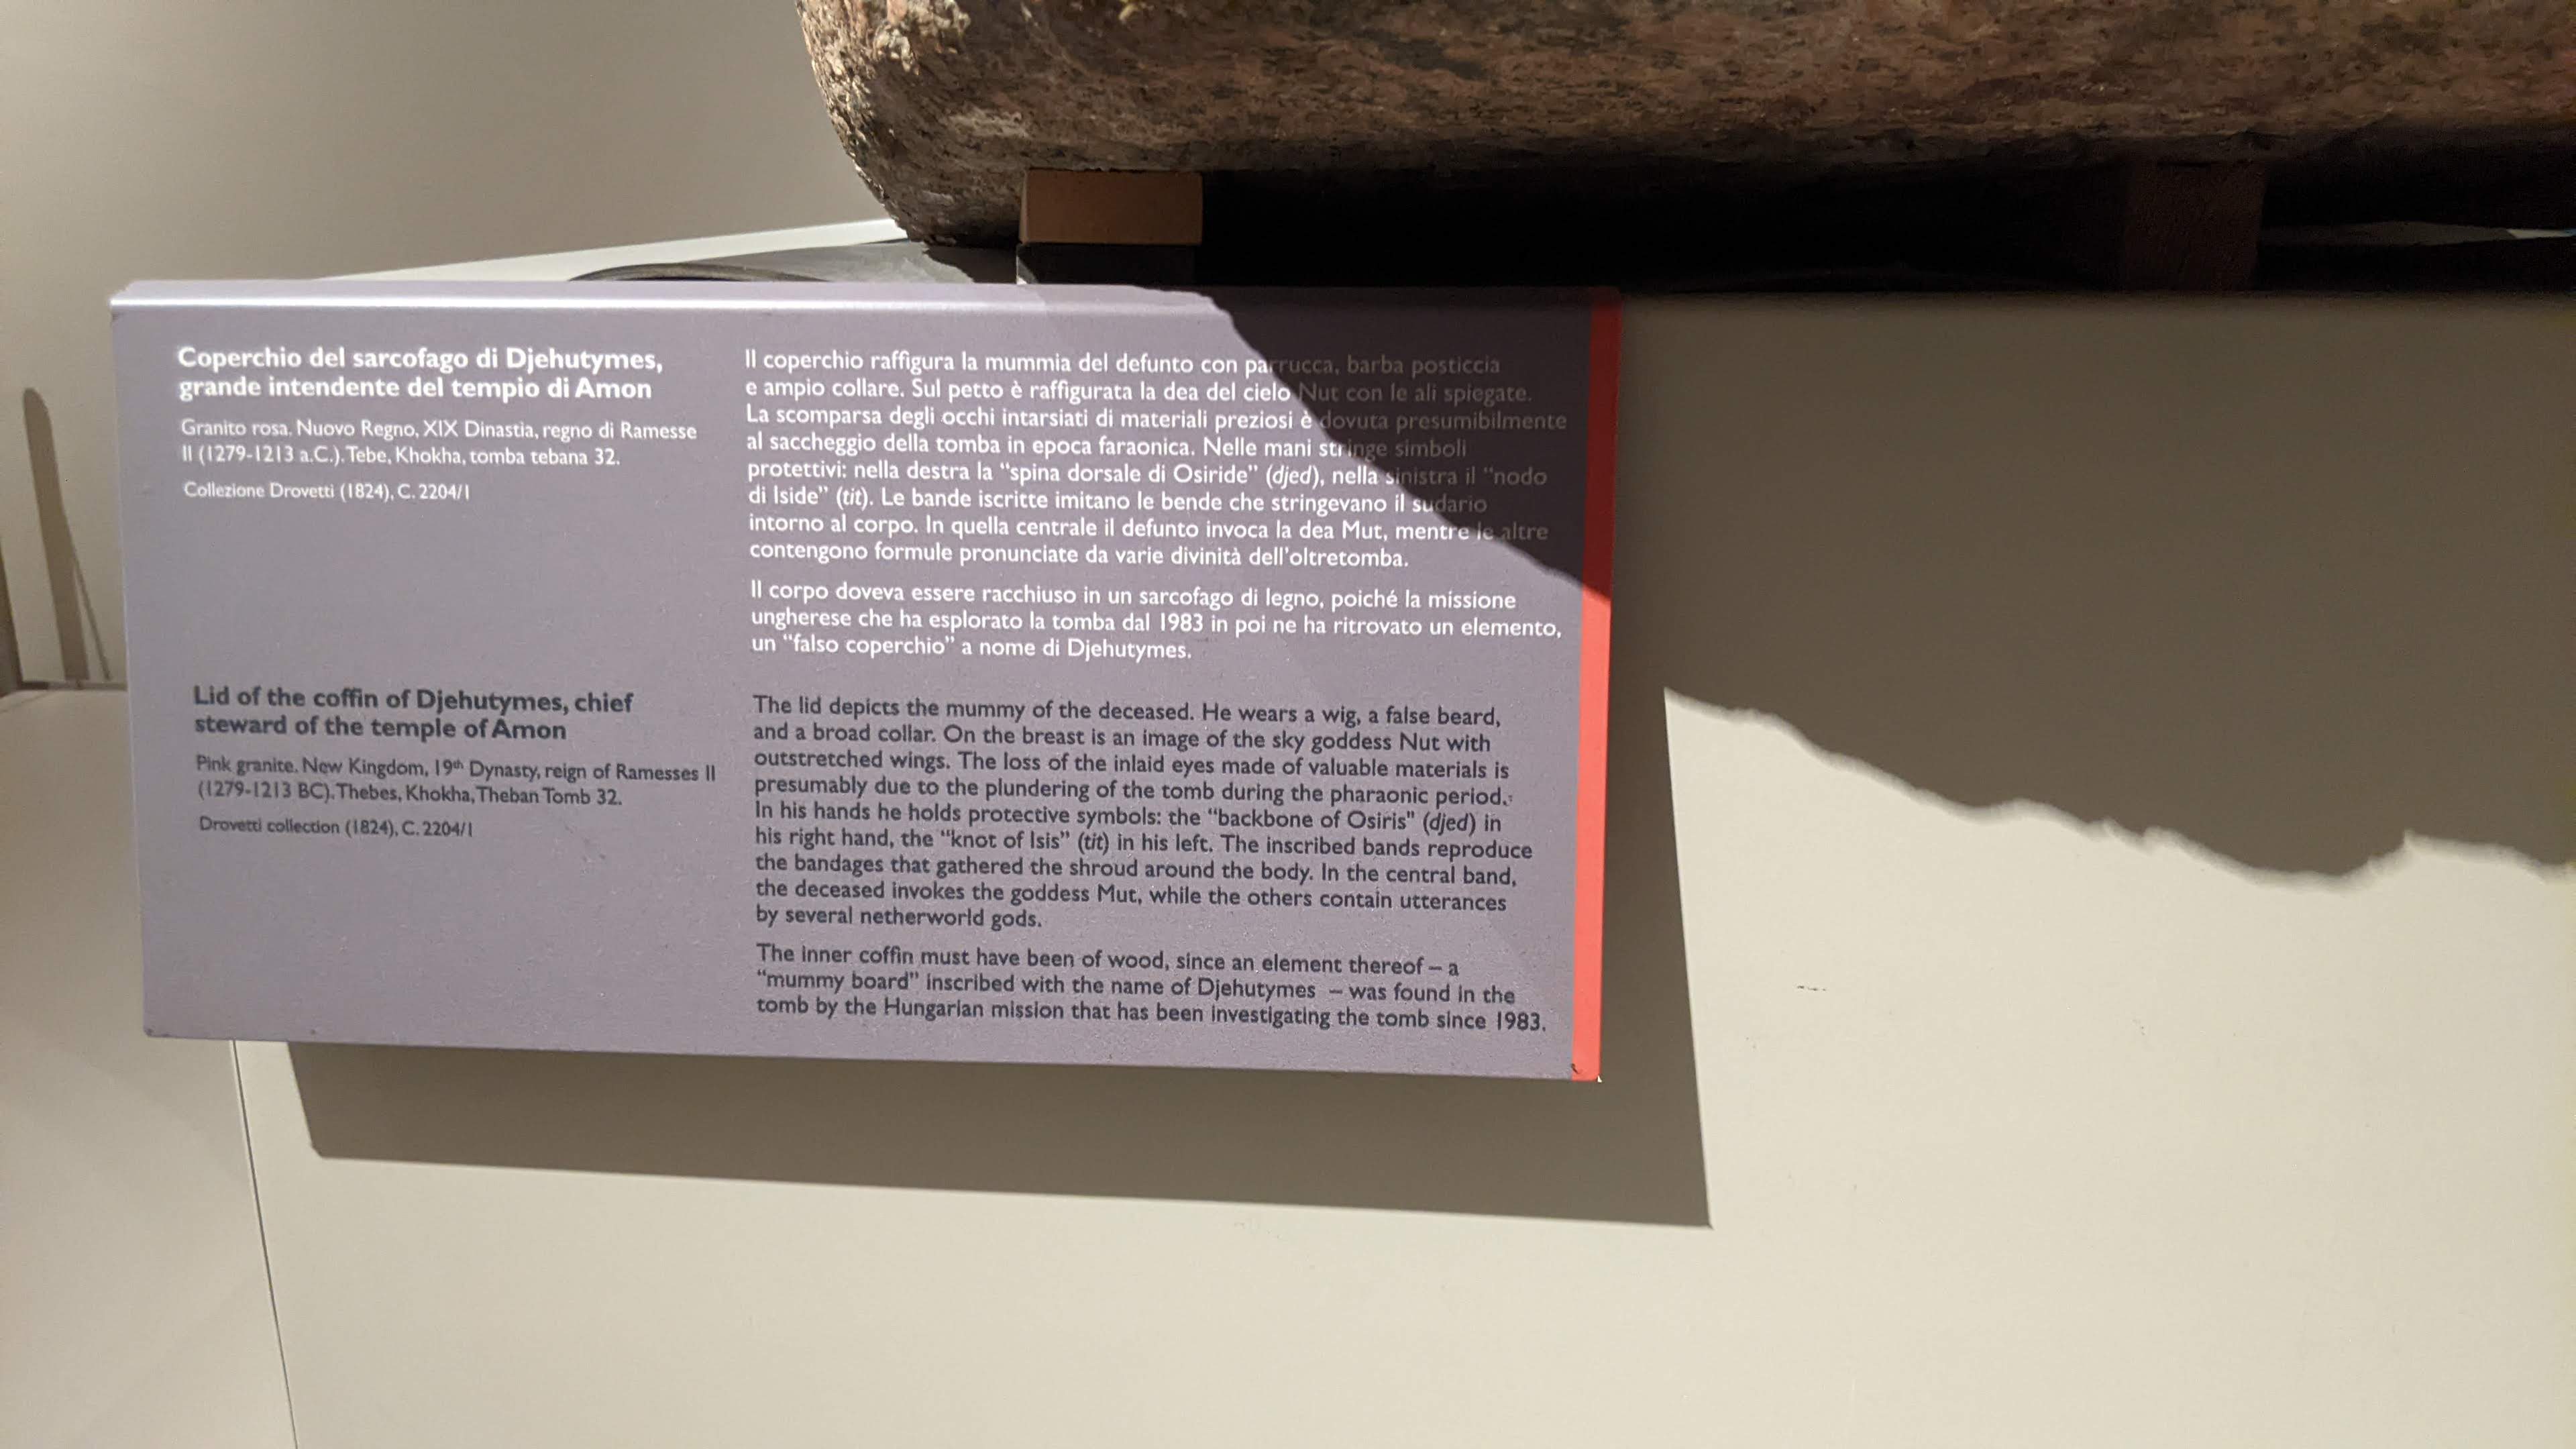 Coperchio del sarcofago di Djehutymes,
grande intendente del tempio di Amon
Granito rosa. Nuovo Regno, XIX Dinastia, regno di Ramesse
II (1279-1213 a.C.). Tebe, Khokha, tomba tebana 32.
Collezione Drovetti (1824), C. 2204/1
Il coperchio raffigura la mummia del defunto con parrucca, barba posticcia
e ampio collare. Sul petto è raffigurata la dea del cielo Nut con le ali spiegate.
La scomparsa degli occhi intarsiati di materiali preziosi è dovuta presumibilmente
al saccheggio della tomba in epoca faraonica. Nelle mani stringe simboli
protettivi: nella destra la “spina dorsale di Osiride” (djed), nella sinistra il “nodo
di Iside” (tit). Le bande iscritte imitano le bende che stringevano il sudario
intorno al corpo. In quella centrale il defunto invoca la dea Mut, mentre le altre
contengono formule pronunciate da varie divinità dell’oltretomba.
Il corpo doveva essere racchiuso in un sarcofago di legno, poiché la missione
ungherese che ha esplorato la tomba dal 1983 in poi ne ha ritrovato un elemento,
un “falso coperchio” a nome di Djehutymes.
Lid of the coffin of Djehutymes, chief
steward of the temple of Amon
Pink granite. New Kingdom, 19th Dynasty, reign of Ramesses II
(1279-1213 BC). Thebes, Khokha, Theban Tomb 32.
Drovetti collection (1824), C. 2204/1
The lid depicts the mummy of the deceased. He wears a wig, a false beard,
and a broad collar. On the breast is an image of the sky goddess Nut with
outstretched wings. The loss of the inlaid eyes made of valuable materials is
presumably due to the plundering of the tomb during the pharaonic period.
In his hands he holds protective symbols: the “backbone of Osiris” (djed) in
his right hand, the “knot of Isis” (tit) in his left. The inscribed bands reproduce
the bandages that gathered the shroud around the body. In the central band,
the deceased invokes the goddess Mut, while the others contain utterances
by several netherworld gods.
The inner coffin must have been of wood, since an element thereof – a
“mummy board” inscribed with the name of Djehutymes – was found in the
tomb by the Hungarian mission that has been investigating the tomb since 1983.